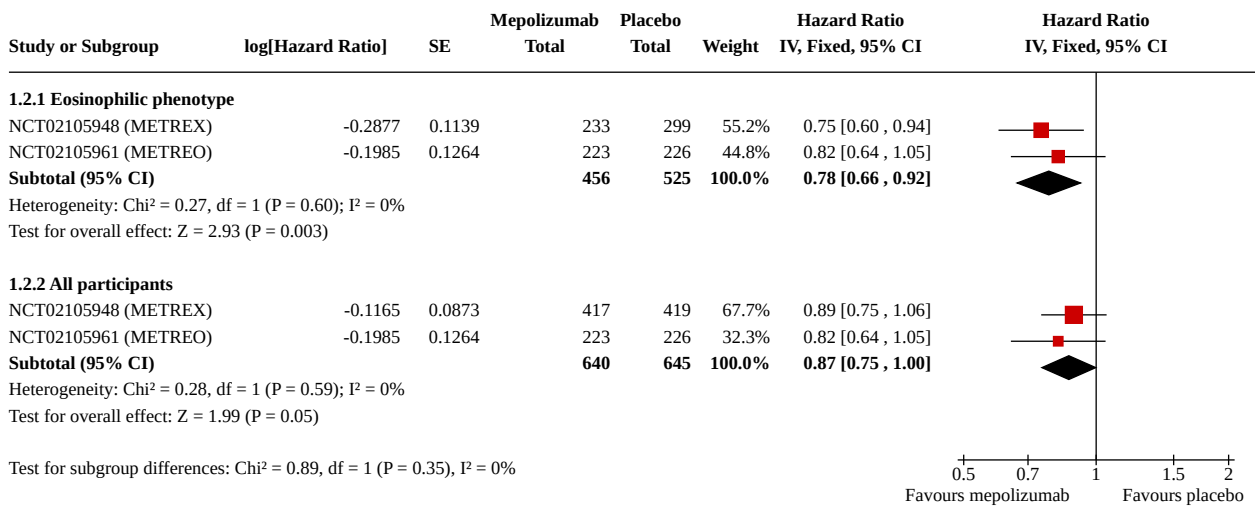 Mepolizumab Placebo Hazard Ratio Hazard Ratio
Study or Subgroup log[Hazard Ratio] SE Total Total Weight IV, Fixed, 95% CI IV, Fixed, 95% CI
1.2.1 Eosinophilic phenotype
NCT02105948 (METREX) -0.2877 0.1139 233 299 55.2% 0.75 [0.60 , 0.94]
NCT02105961 (METREO) -0.1985 0.1264 223 226 44.8% 0.82 [0.64 , 1.05]
Subtotal (95% CI) 456 525 100.0% 0.78 [0.66 , 0.92]
Heterogeneity: Chi² = 0.27, df = 1 (P = 0.60); I² = 0%
Test for overall effect: Z = 2.93 (P = 0.003)
1.2.2 All participants
NCT02105948 (METREX) -0.1165 0.0873 417 419 67.7% 0.89 [0.75 , 1.06]
NCT02105961 (METREO) -0.1985 0.1264 223 226 32.3% 0.82 [0.64 , 1.05]
Subtotal (95% CI) 640 645 100.0% 0.87 [0.75 , 1.00]
Heterogeneity: Chi² = 0.28, df = 1 (P = 0.59); I² = 0%
Test for overall effect: Z = 1.99 (P = 0.05)
Test for subgroup differences: Chi² = 0.89, df = 1 (P = 0.35), I² = 0%
0.5 0.7 1 1.5 2
Favours mepolizumab Favours placebo